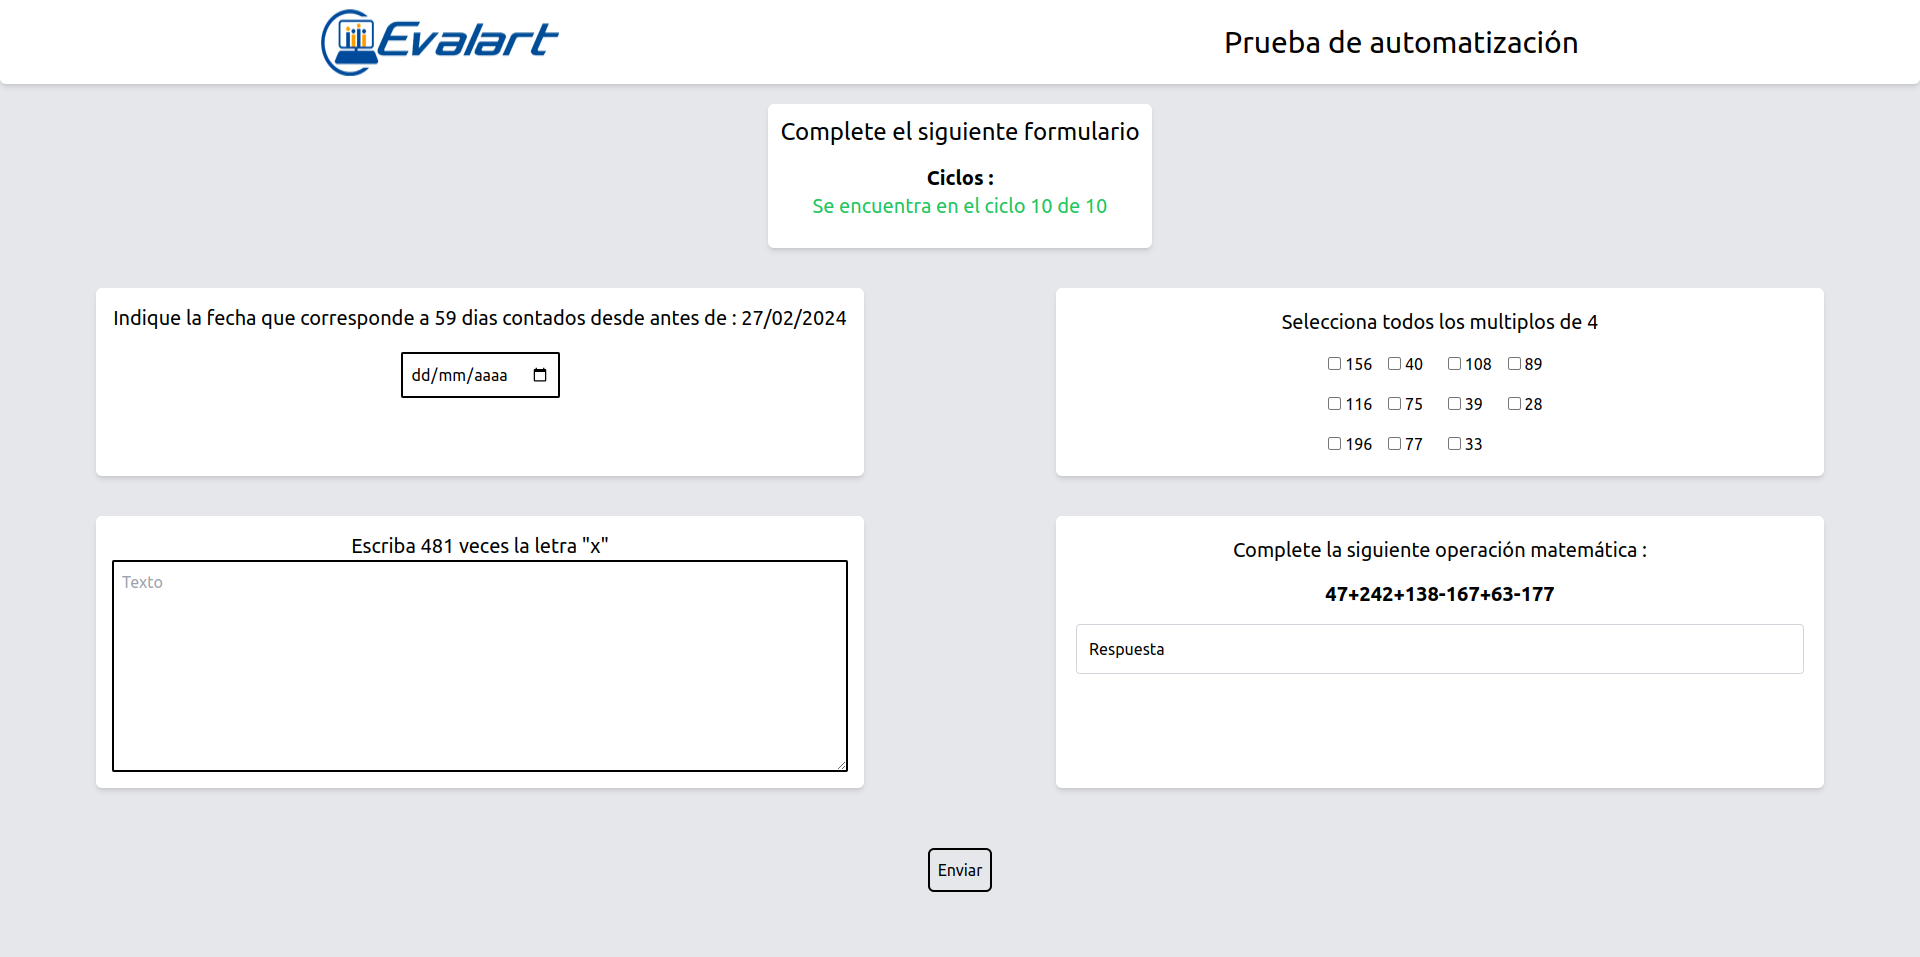 Evalart
Prueba de automatización
Complete el siguiente formulario
Ciclos :
Se encuentra en el ciclo 10 de 10
Indique la fecha que corresponde a 59 dias contados desde antes de : 27/02/2024
dd/mm/aaaa
Selecciona todos los multiplos de 4
156 40 108 89
116 75 39 28
196 77 33
Escriba 481 veces la letra "x"
Texto
Complete la siguiente operación matemática :
47+242+138-167+63-177
Respuesta
Enviar